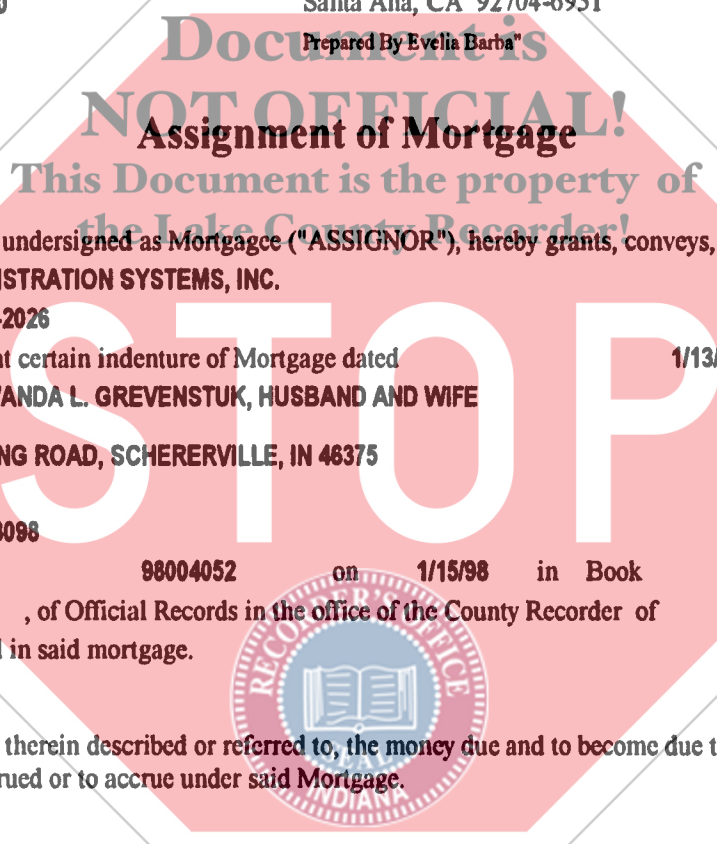 Santa Ana, CA 92704-6951
Prepared By Evelia Barba"
Document is
NOT OFFICIAL!
Assignment of Mortgage
This Document is the property of
the Lake County Recorder!
undersigned as Mortgagee ("ASSIGNOR"), hereby grants, conveys,
ISTRATION SYSTEMS, INC.
-2026
certain indenture of Mortgage dated 1/13/
ANDA L. GREVENSTUK, HUSBAND AND WIFE
NG ROAD, SCHERERVILLE, IN 46375
STOP
3098
98004052 on 1/15/98 in Book
, of Official Records in the office of the County Recorder of
in said mortgage.
RECORDER'S OFFICE
SEAL
INDIANA
therein described or referred to, the money due and to become due
rued or to accrue under said Mortgage.